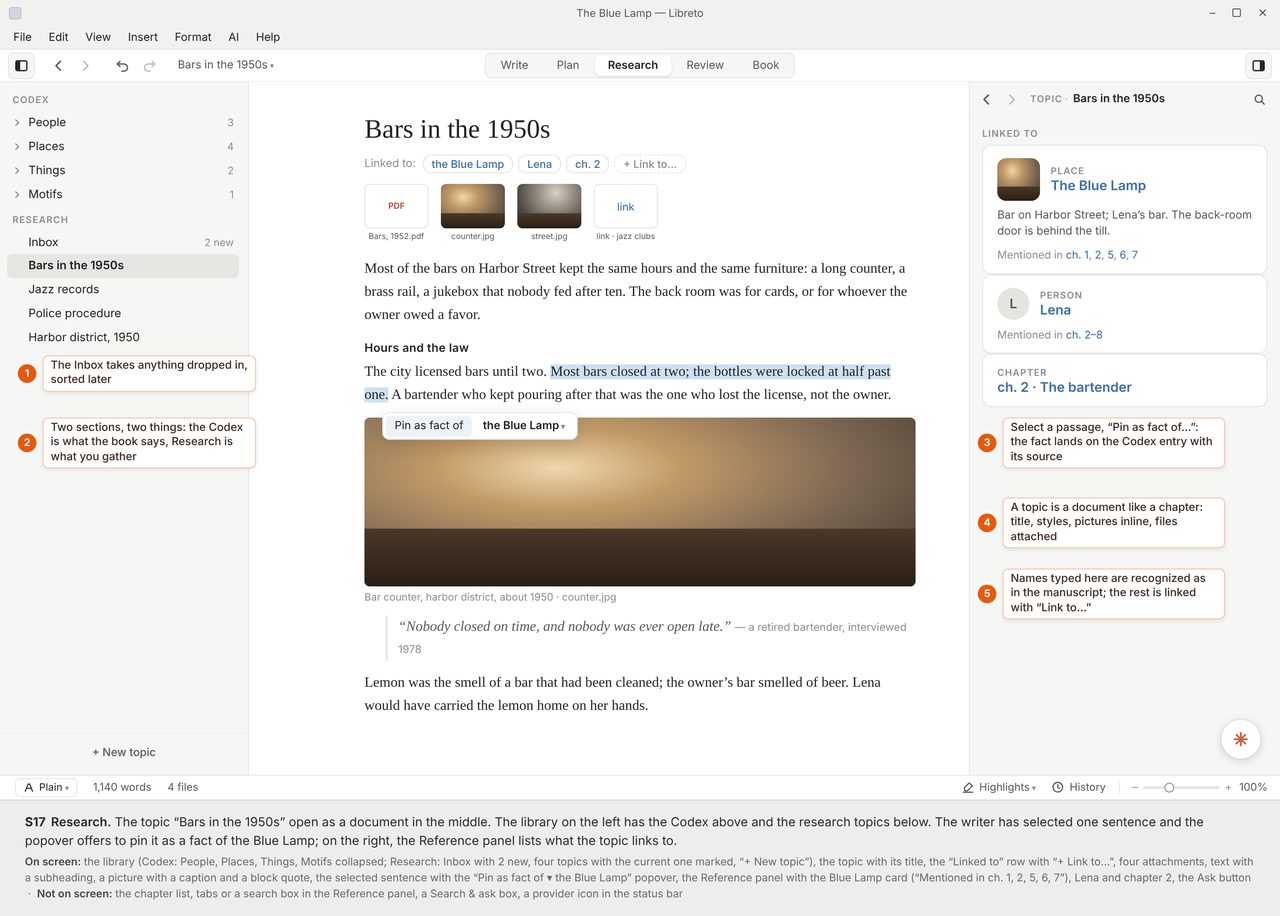 The Blue Lamp — Libreto
File Edit View Insert Format AI Help
Bars in the 1950s
Write Plan Research Review Book
CODEX
People 3
Places 4
Things 2
Motifs 1
RESEARCH
Inbox 2 new
Bars in the 1950s
Jazz records
Police procedure
Harbor district, 1950
1 The Inbox takes anything dropped in,
sorted later
2 Two sections, two things: the Codex
is what the book says, Research is
what you gather
+ New topic
Bars in the 1950s
Linked to: the Blue Lamp Lena ch. 2 + Link to…
PDF link
Bars, 1952.pdf counter.jpg street.jpg link · jazz clubs
Most of the bars on Harbor Street kept the same hours and the same furniture: a long counter, a
brass rail, a jukebox that nobody fed after ten. The back room was for cards, or for whoever the
owner owed a favor.
Hours and the law
The city licensed bars until two. Most bars closed at two; the bottles were locked at half past
one. A bartender who kept pouring after that was the one who lost the license, not the owner.
Pin as fact of the Blue Lamp ▾
Bar counter, harbor district, about 1950 · counter.jpg
“Nobody closed on time, and nobody was ever open late.” — a retired bartender, interviewed
1978
Lemon was the smell of a bar that had been cleaned; the owner’s bar smelled of beer. Lena
would have carried the lemon home on her hands.
TOPIC · Bars in the 1950s
LINKED TO
PLACE
The Blue Lamp
Bar on Harbor Street; Lena’s bar. The back-room
door is behind the till.
Mentioned in ch. 1, 2, 5, 6, 7
L
PERSON
Lena
Mentioned in ch. 2–8
CHAPTER
ch. 2 · The bartender
3 Select a passage, “Pin as fact of…”:
the fact lands on the Codex entry with
its source
4 A topic is a document like a chapter:
title, styles, pictures inline, files
attached
5 Names typed here are recognized as
in the manuscript; the rest is linked
with “Link to…”
A Plain ▾ 1,140 words 4 files Highlights ▾ History − + 100%
S17 Research. The topic “Bars in the 1950s” open as a document in the middle. The library on the left has the Codex above and the research topics below. The writer has selected one sentence and the
popover offers to pin it as a fact of the Blue Lamp; on the right, the Reference panel lists what the topic links to.
On screen: the library (Codex: People, Places, Things, Motifs collapsed; Research: Inbox with 2 new, four topics with the current one marked, “+ New topic”), the topic with its title, the “Linked to” row with “+ Link to…”, four attachments, text with
a subheading, a picture with a caption and a block quote, the selected sentence with the “Pin as fact of ▾ the Blue Lamp” popover, the Reference panel with the Blue Lamp card (“Mentioned in ch. 1, 2, 5, 6, 7”), Lena and chapter 2, the Ask button
· Not on screen: the chapter list, tabs or a search box in the Reference panel, a Search & ask box, a provider icon in the status bar